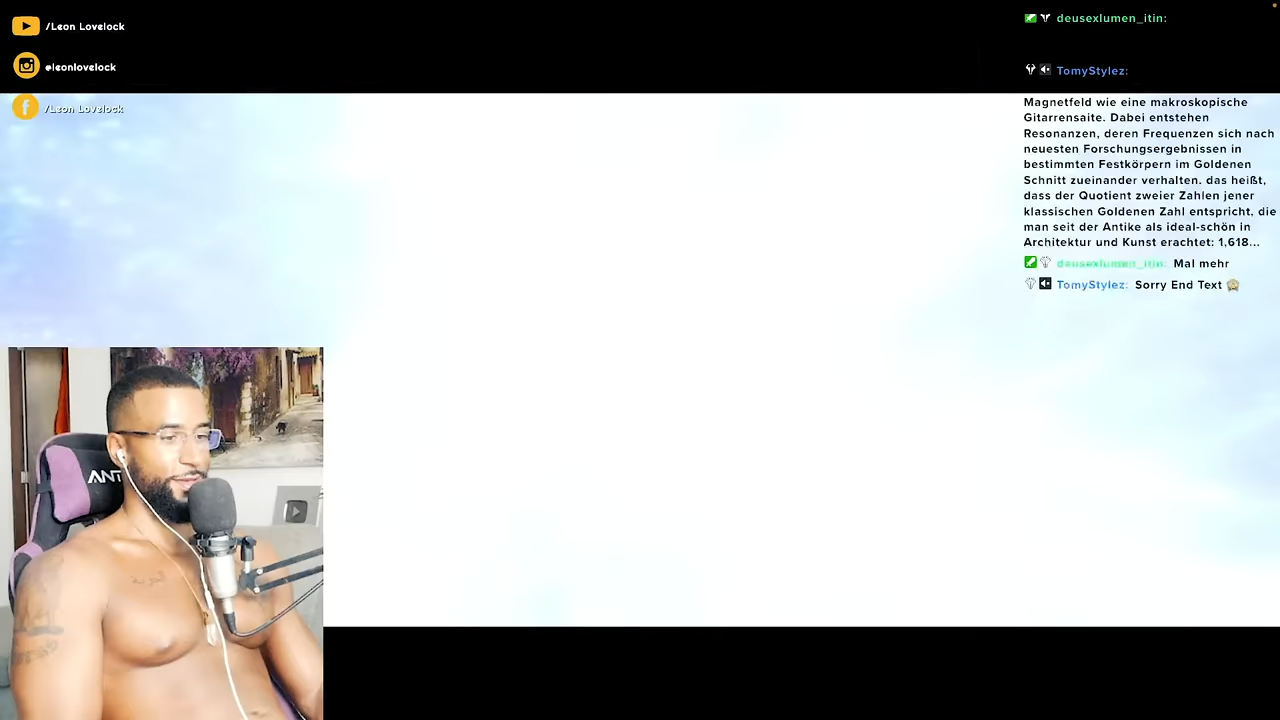 /Leon Lovelock
@leonlovelock
/Leon Lovelock
deusexlumen_itin:
TomyStylez:
Magnetfeld wie eine makroskopische
Gitarrensaite. Dabei entstehen
Resonanzen, deren Frequenzen sich nach
neuesten Forschungsergebnissen in
bestimmten Festkörpern im Goldenen
Schnitt zueinander verhalten. das heißt,
dass der Quotient zweier Zahlen jener
klassischen Goldenen Zahl entspricht, die
man seit der Antike als ideal-schön in
Architektur und Kunst erachtet: 1,618...
deusexlumen_itin: Mal mehr
TomyStylez: Sorry End Text
ANT